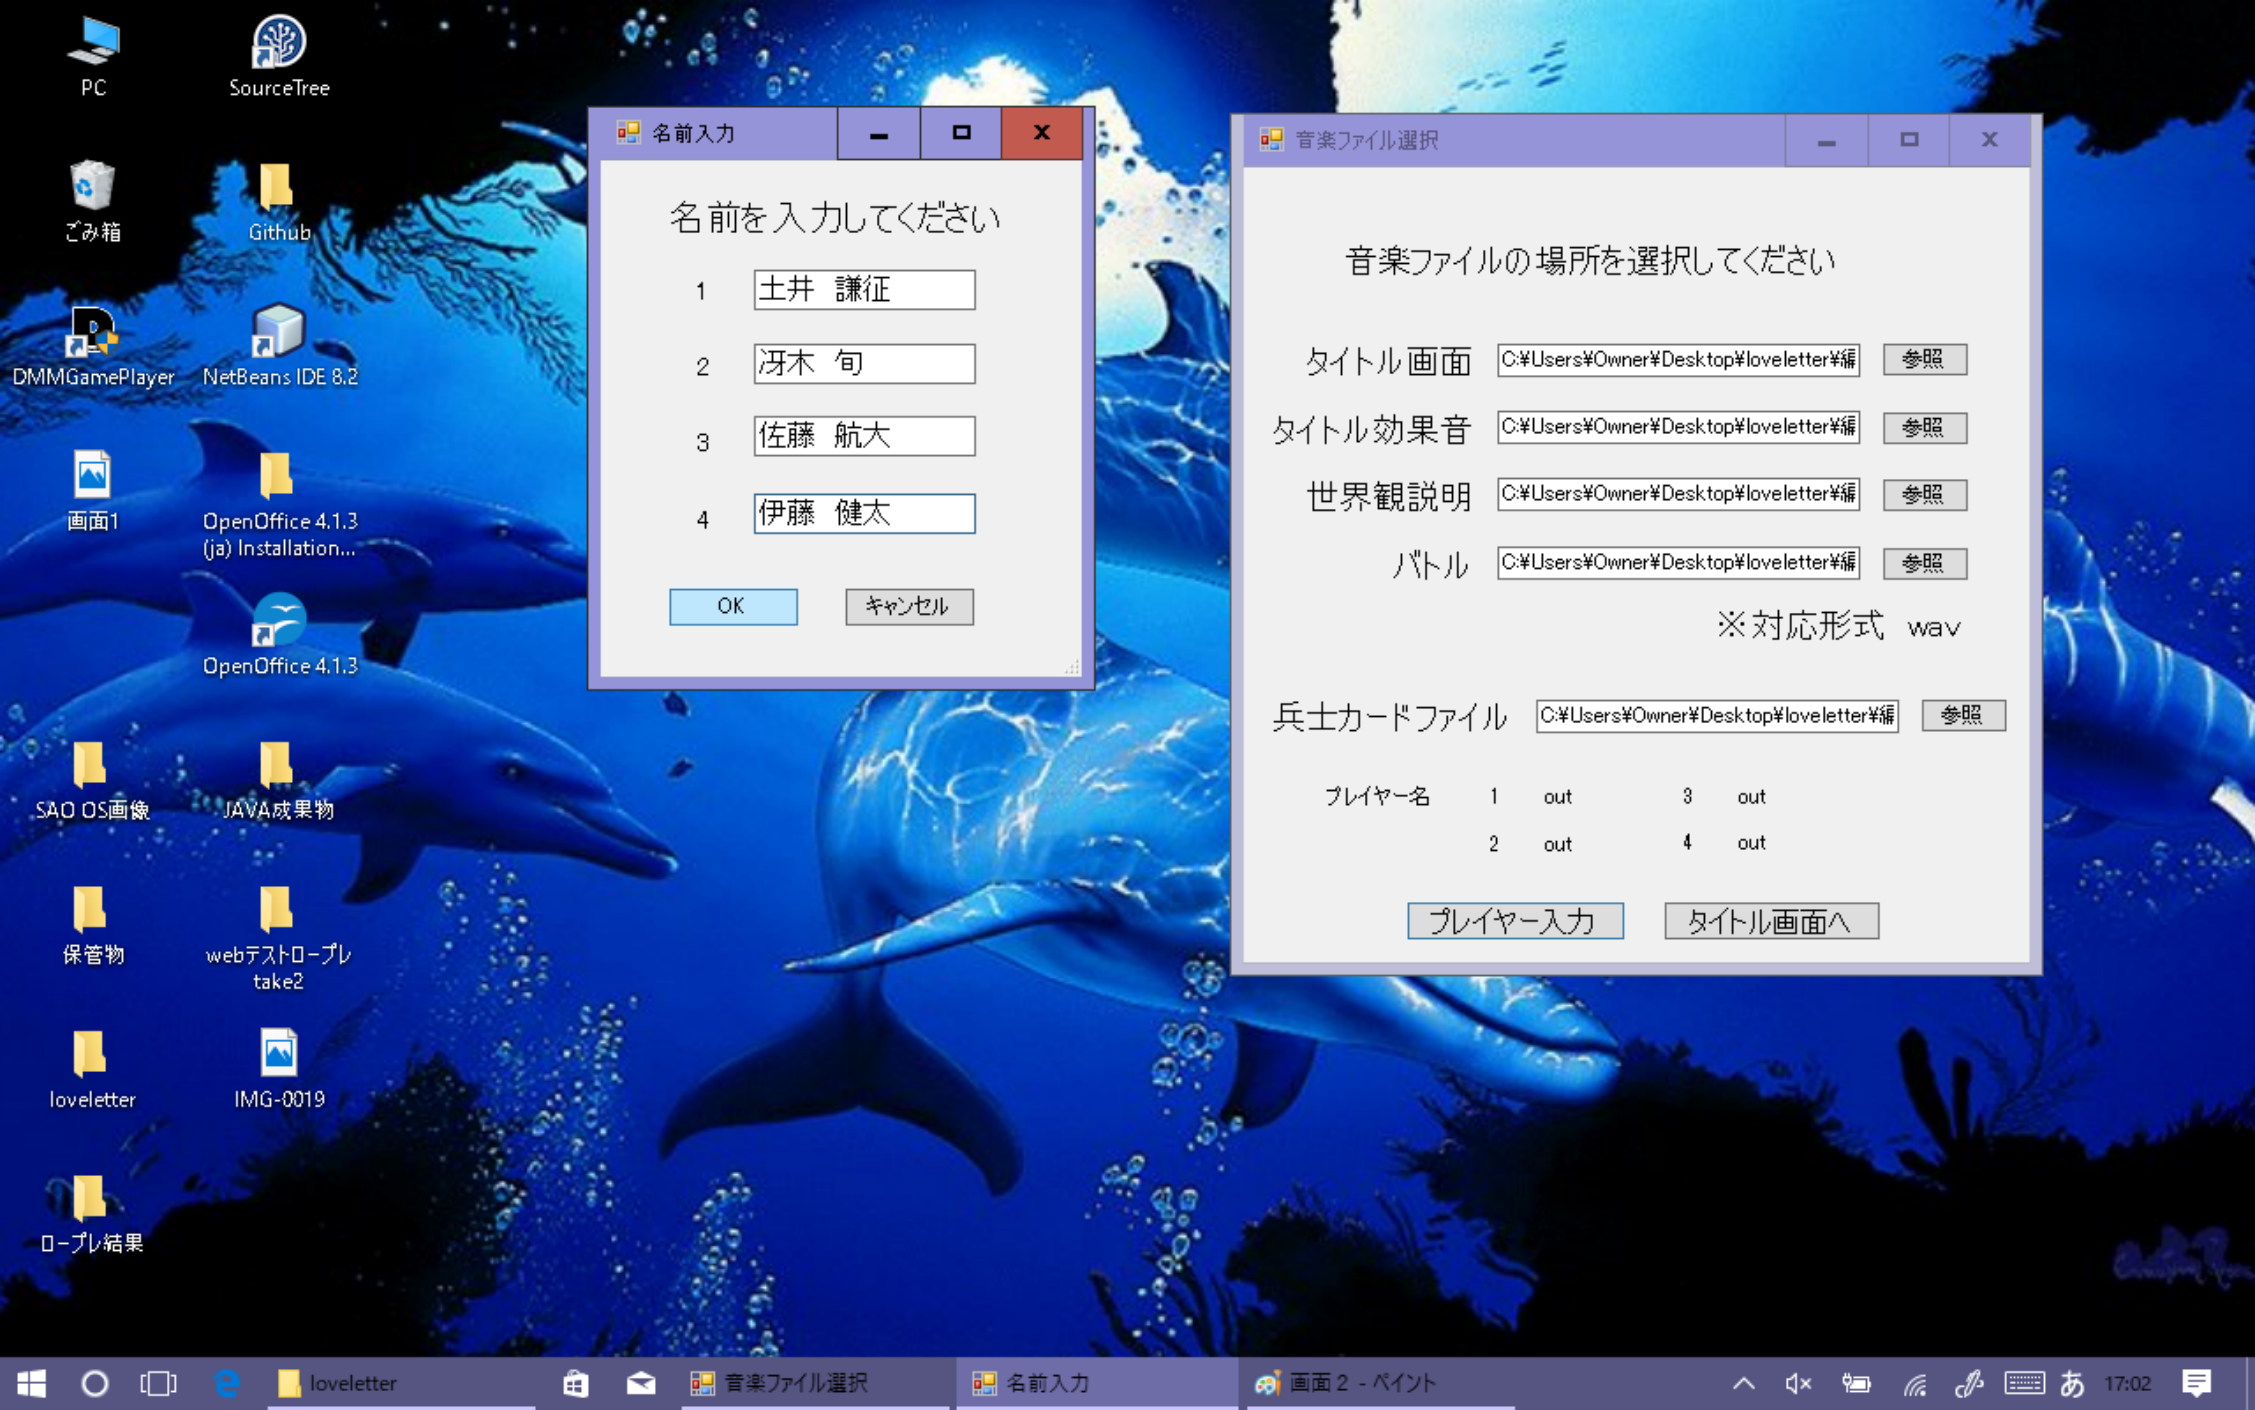 PC
SourceTree
ごみ箱
Github
DMMGamePlayer
NetBeans IDE 8.2
画面1
OpenOffice 4.1.3
(ja) Installation...
OpenOffice 4.1.3
SAO OS画像
JAVA成果物
保管物
webテストロープレ
take2
loveletter
IMG-0019
ロープレ結果
名前入力
名前を入力してください
1 土井 謙征
2 冴木 旬
3 佐藤 航大
4 伊藤 健太
OK キャンセル
音楽ファイル選択
音楽ファイルの場所を選択してください
タイトル画面 C:¥Users¥Owner¥Desktop¥loveletter¥編 参照
タイトル効果音 C:¥Users¥Owner¥Desktop¥loveletter¥編 参照
世界観説明 C:¥Users¥Owner¥Desktop¥loveletter¥編 参照
バトル C:¥Users¥Owner¥Desktop¥loveletter¥編 参照
※対応形式 wav
兵士カードファイル C:¥Users¥Owner¥Desktop¥loveletter¥編 参照
プレイヤー名 1 out 3 out
2 out 4 out
プレイヤー入力 タイトル画面へ
loveletter 音楽ファイル選択 名前入力 画面2 - ペイント あ 17:02